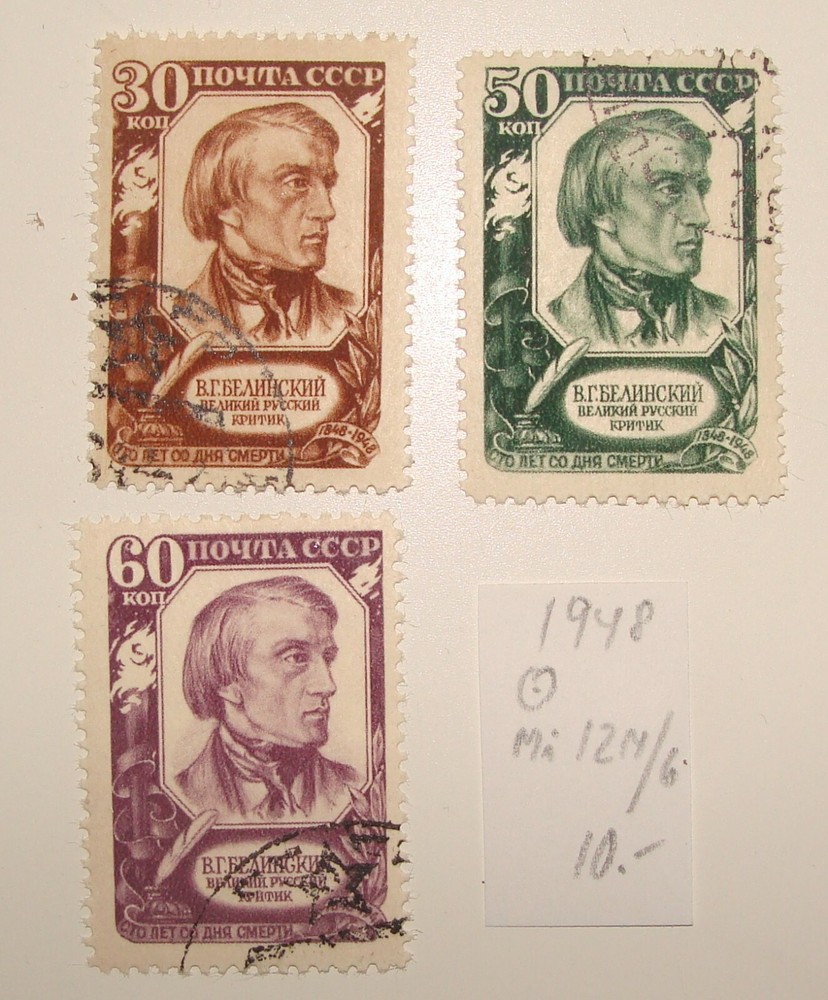 30 ПОЧТА СССР
КОП
В.Г.БЕЛИНСКИЙ
ВЕЛИКИЙ РУССКИЙ
КРИТИК
1848-1948
СТО ЛЕТ СО ДНЯ СМЕРТИ
50 ПОЧТА СССР
КОП
В.Г.БЕЛИНСКИЙ
ВЕЛИКИЙ РУССКИЙ
КРИТИК
1848-1948
СТО ЛЕТ СО ДНЯ СМЕРТИ
60 ПОЧТА СССР
КОП
В.Г.БЕЛИНСКИЙ
ВЕЛИКИЙ РУССКИЙ
КРИТИК
СТО ЛЕТ СО ДНЯ СМЕРТИ
1948
Mi 1214/6
10.-